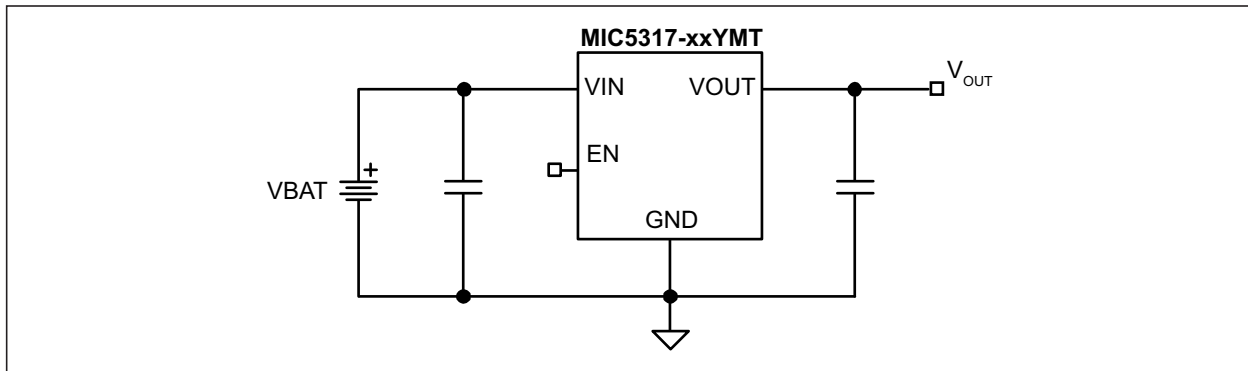 MIC5317-xxYMT
VIN VOUT
VOUT
EN
+
VBAT
GND